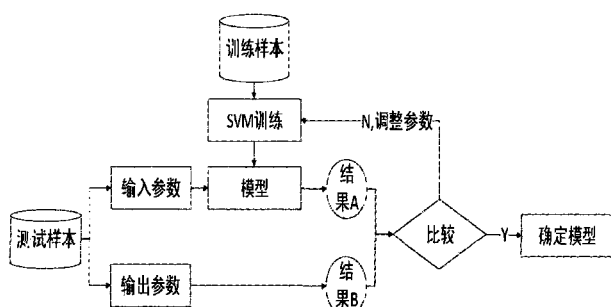 训练样本
SVM训练
N,调整参数
输入参数
模型
结
果A
测试样本
比较
Y
确定模型
输出参数
结
果B